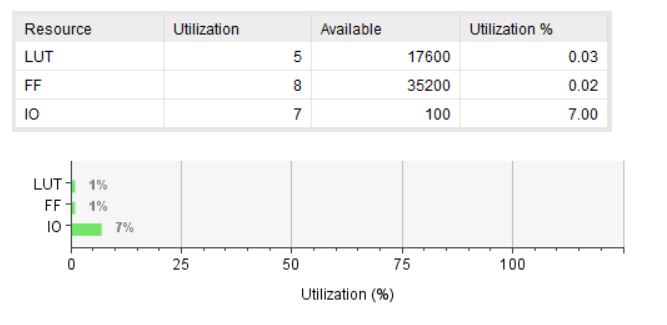 Resource Utilization Available Utilization %
LUT 5 17600 0.03
FF 8 35200 0.02
IO 7 100 7.00
LUT 1%
FF 1%
IO 7%
0 25 50 75 100
Utilization (%)